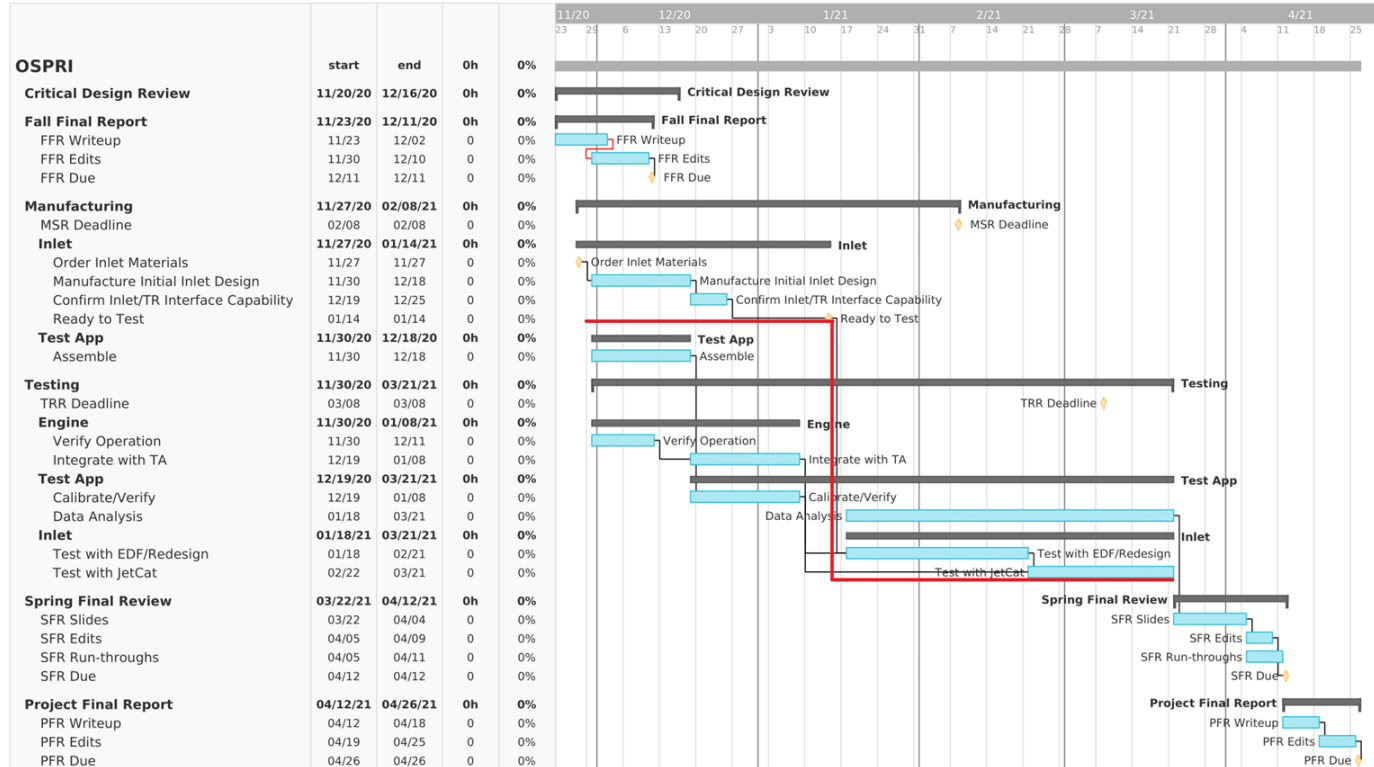 11/20 12/20 1/21 2/21 3/21 4/21
23 29 6 13 20 27 3 10 17 24 31 7 14 21 28 7 14 21 28 4 11 18 25
OSPRI start end 0h 0%
Critical Design Review 11/20/20 12/16/20 0h 0% Critical Design Review
Fall Final Report 11/23/20 12/11/20 0h 0% Fall Final Report
FFR Writeup 11/23 12/02 0 0% FFR Writeup
FFR Edits 11/30 12/10 0 0% FFR Edits
FFR Due 12/11 12/11 0 0% FFR Due
Manufacturing 11/27/20 02/08/21 0h 0% Manufacturing
MSR Deadline 02/08 02/08 0 0% MSR Deadline
Inlet 11/27/20 01/14/21 0h 0% Inlet
Order Inlet Materials 11/27 11/27 0 0% Order Inlet Materials
Manufacture Initial Inlet Design 11/30 12/18 0 0% Manufacture Initial Inlet Design
Confirm Inlet/TR Interface Capability 12/19 12/25 0 0% Confirm Inlet/TR Interface Capability
Ready to Test 01/14 01/14 0 0% Ready to Test
Test App 11/30/20 12/18/20 0h 0% Test App
Assemble 11/30 12/18 0 0% Assemble
Testing 11/30/20 03/21/21 0h 0% Testing
TRR Deadline 03/08 03/08 0 0% TRR Deadline
Engine 11/30/20 01/08/21 0h 0% Engine
Verify Operation 11/30 12/11 0 0% Verify Operation
Integrate with TA 12/19 01/08 0 0% Integrate with TA
Test App 12/19/20 03/21/21 0h 0% Test App
Calibrate/Verify 12/19 01/08 0 0% Calibrate/Verify
Data Analysis 01/18 03/21 0 0% Data Analysis
Inlet 01/18/21 03/21/21 0h 0% Inlet
Test with EDF/Redesign 01/18 02/21 0 0% Test with EDF/Redesign
Test with JetCat 02/22 03/21 0 0% Test with JetCat
Spring Final Review 03/22/21 04/12/21 0h 0% Spring Final Review
SFR Slides 03/22 04/04 0 0% SFR Slides
SFR Edits 04/05 04/09 0 0% SFR Edits
SFR Run-throughs 04/05 04/11 0 0% SFR Run-throughs
SFR Due 04/12 04/12 0 0% SFR Due
Project Final Report 04/12/21 04/26/21 0h 0% Project Final Report
PFR Writeup 04/12 04/18 0 0% PFR Writeup
PFR Edits 04/19 04/25 0 0% PFR Edits
PFR Due 04/26 04/26 0 0% PFR Due